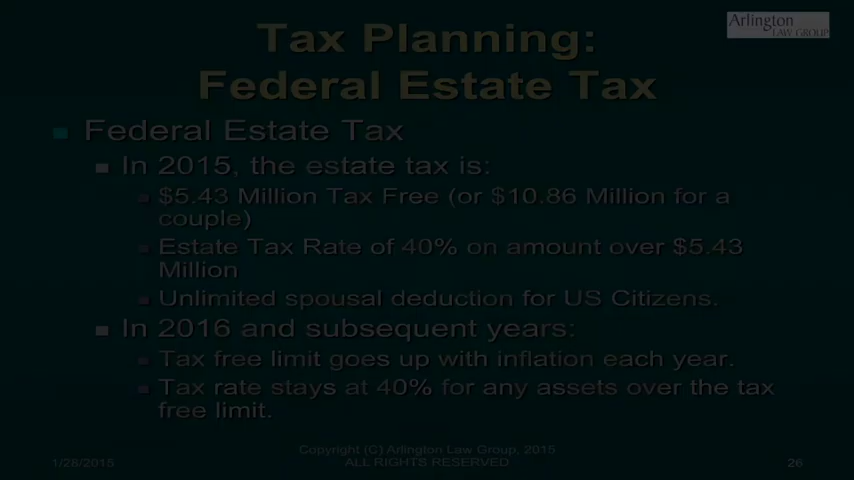 Arlington
LAW GROUP
Tax Planning:
Federal Estate Tax
Federal Estate Tax
In 2015, the estate tax is:
$5.43 Million Tax Free (or $10.86 Million for a
couple)
Estate Tax Rate of 40% on amount over $5.43
Million
Unlimited spousal deduction for US Citizens.
In 2016 and subsequent years:
Tax free limit goes up with inflation each year.
Tax rate stays at 40% for any assets over the tax
free limit.
1/28/2015
Copyright (C) Arlington Law Group, 2015
ALL RIGHTS RESERVED
26